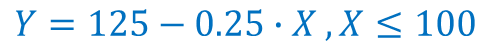 Y = 125 − 0.25 · X , X ≤ 100